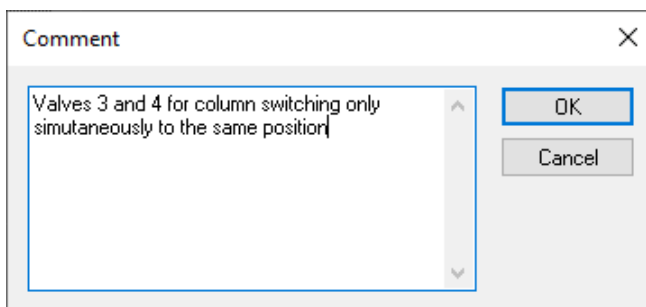 Comment
Valves 3 and 4 for column switching only
simutaneously to the same position
OK
Cancel